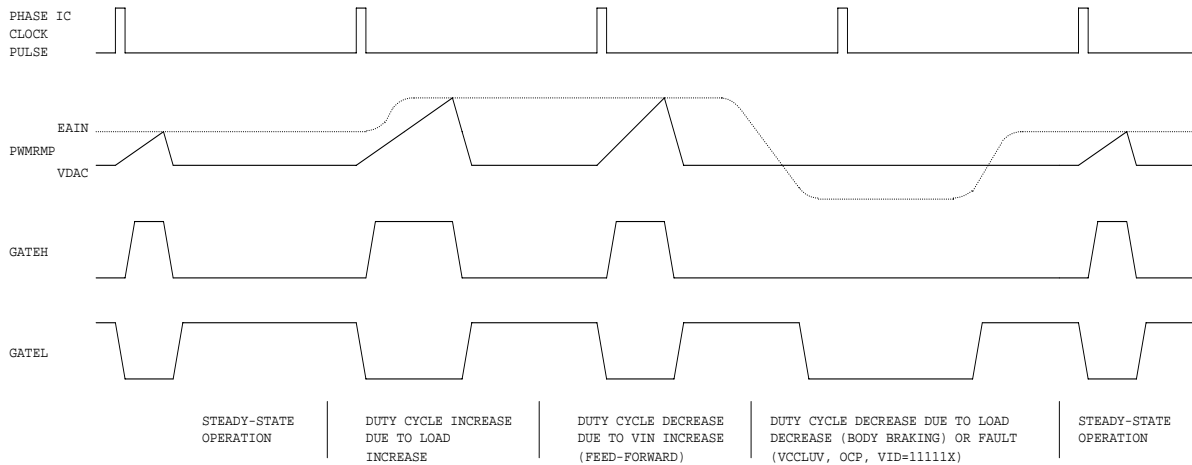 PHASE IC
CLOCK
PULSE
EAIN
PWMRMP
VDAC
GATEH
GATEL
STEADY-STATE
OPERATION
DUTY CYCLE INCREASE
DUE TO LOAD
INCREASE
DUTY CYCLE DECREASE
DUE TO VIN INCREASE
(FEED-FORWARD)
DUTY CYCLE DECREASE DUE TO LOAD
DECREASE (BODY BRAKING) OR FAULT
(VCCLUV, OCP, VID=11111X)
STEADY-STATE
OPERATION